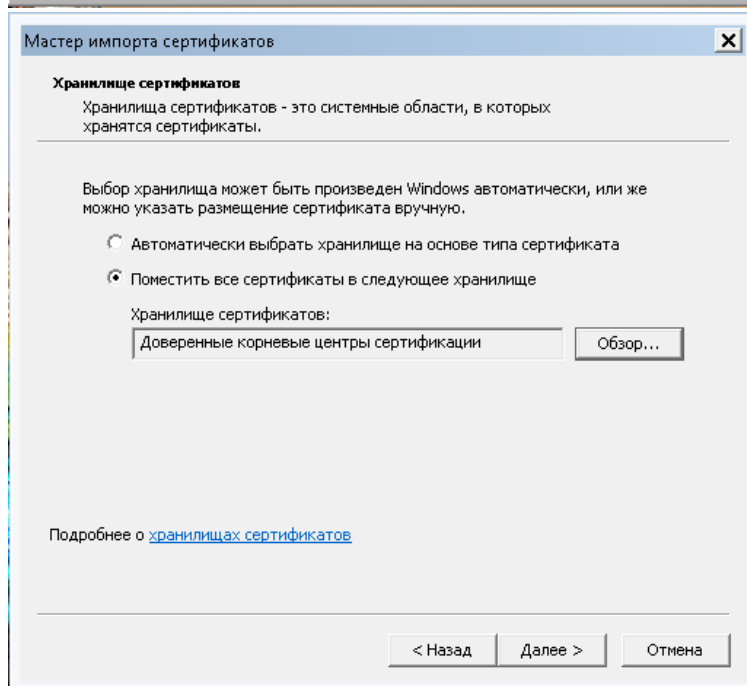 Мастер импорта сертификатов
Хранилище сертификатов
Хранилища сертификатов - это системные области, в которых
хранятся сертификаты.
Выбор хранилища может быть произведен Windows автоматически, или же
можно указать размещение сертификата вручную.
Автоматически выбрать хранилище на основе типа сертификата
Поместить все сертификаты в следующее хранилище
Хранилище сертификатов:
Доверенные корневые центры сертификации
Обзор...
Подробнее о хранилищах сертификатов
< Назад
Далее >
Отмена